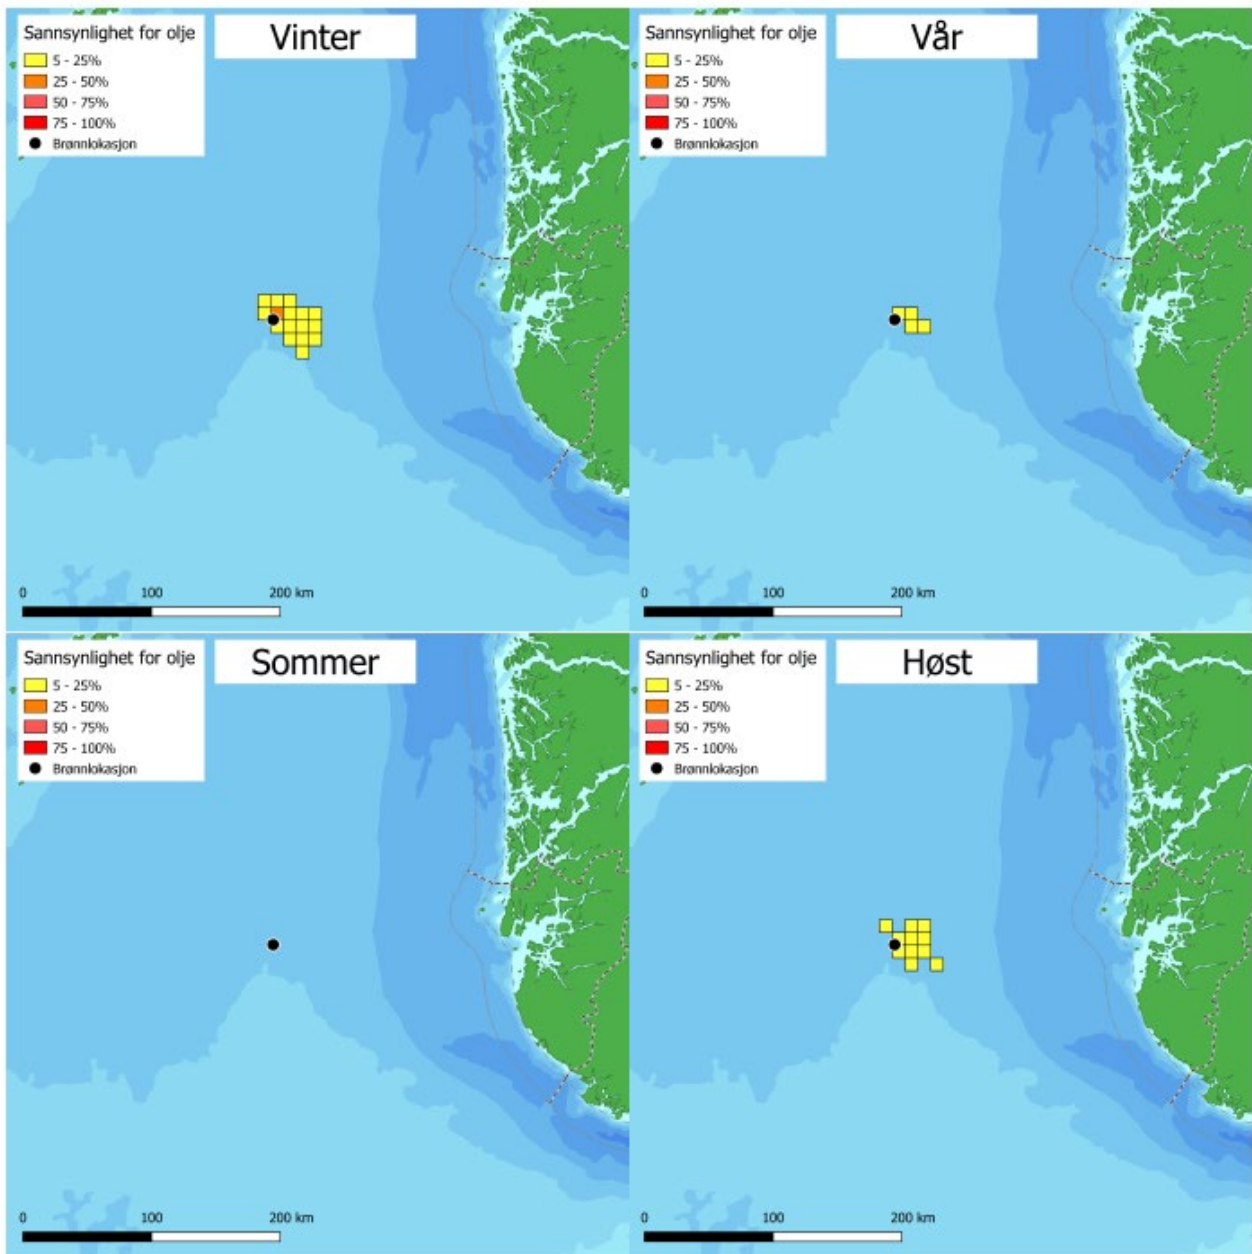 Sannsynlighet for olje
Vinter
5 - 25%
25 - 50%
50 - 75%
75 - 100%
Brønnlokasjon
0 100 200 km
Sannsynlighet for olje
Vår
5 - 25%
25 - 50%
50 - 75%
75 - 100%
Brønnlokasjon
0 100 200 km
Sannsynlighet for olje
Sommer
5 - 25%
25 - 50%
50 - 75%
75 - 100%
Brønnlokasjon
0 100 200 km
Sannsynlighet for olje
Høst
5 - 25%
25 - 50%
50 - 75%
75 - 100%
Brønnlokasjon
0 100 200 km